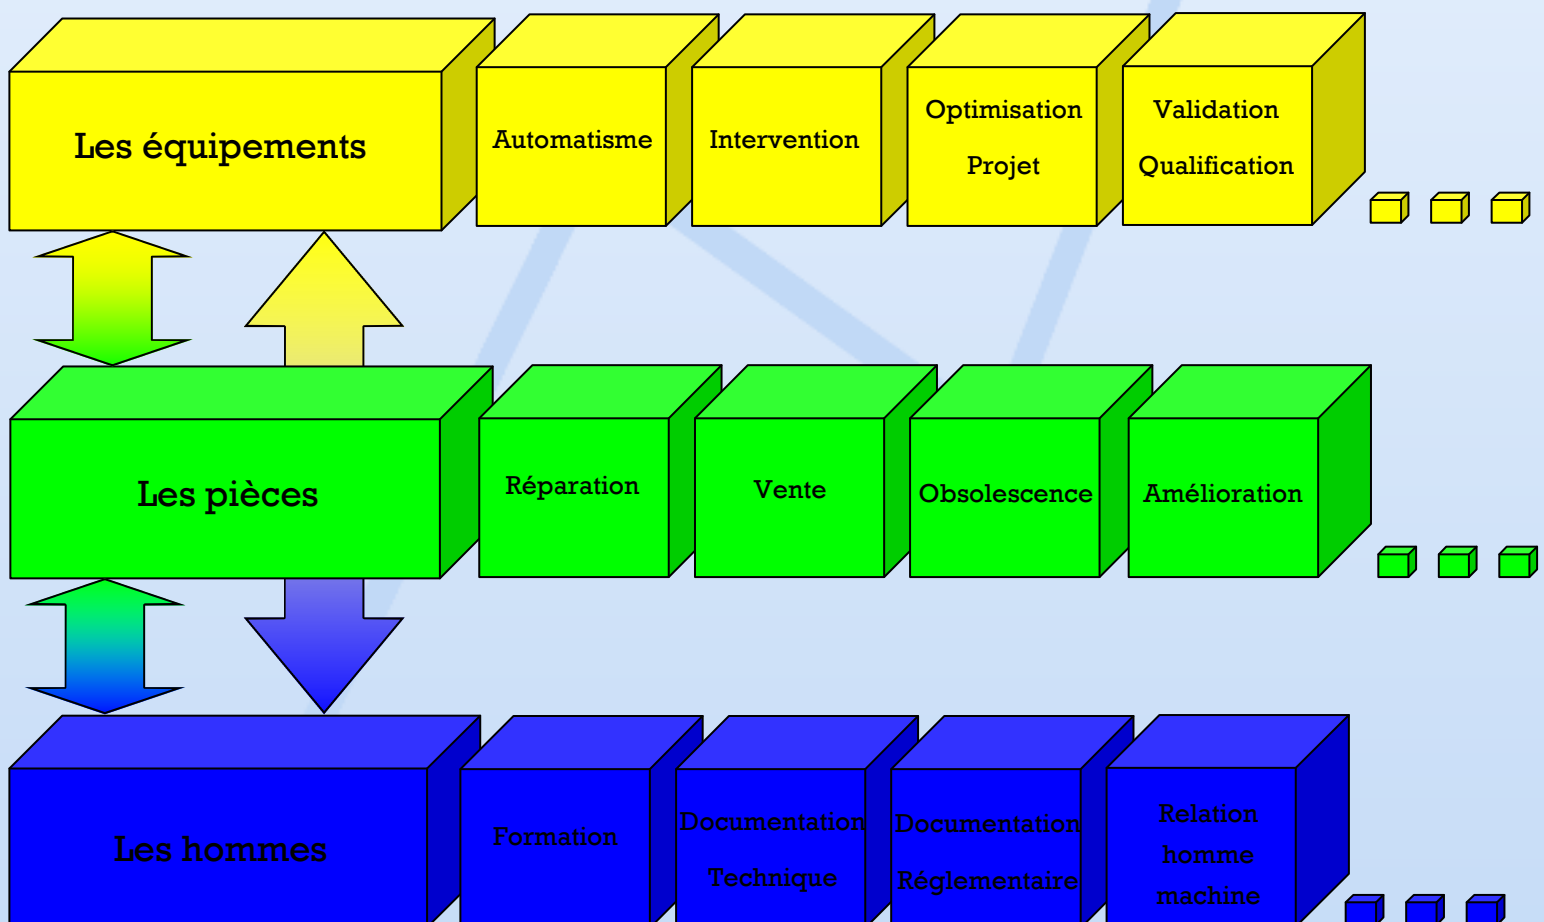 Les équipements
Automatisme
Intervention
Optimisation
Projet
Validation
Qualification
Les pièces
Réparation
Vente
Obsolescence
Amélioration
Les hommes
Formation
Documentation
Technique
Documentation
Réglementaire
Relation
homme
machine